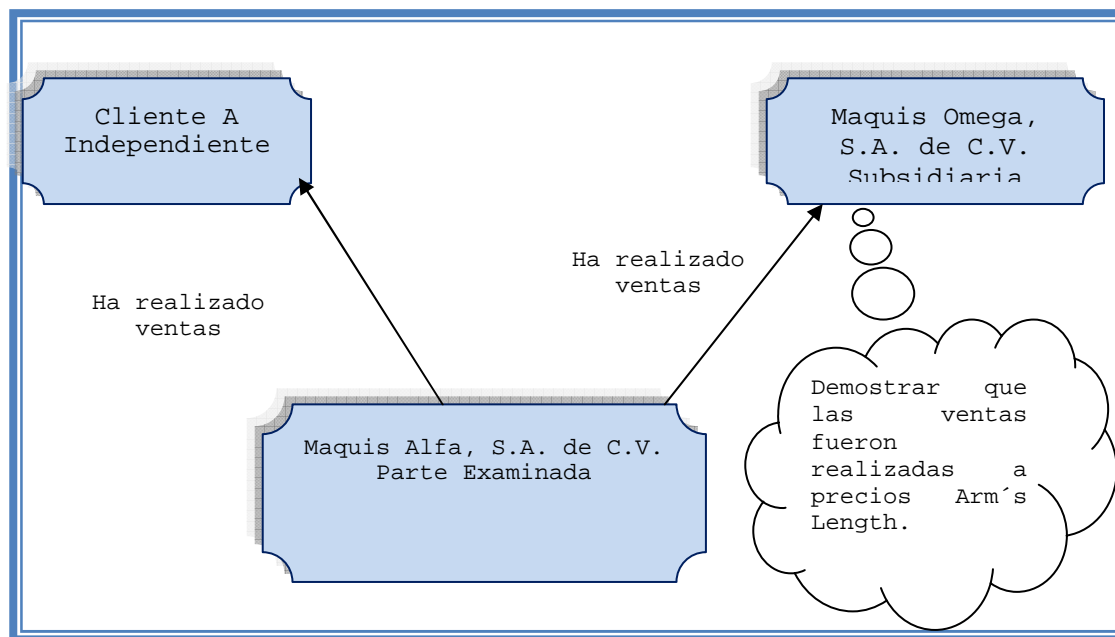 Cliente A
Independiente
Maquis Omega,
S.A. de C.V.
Subsidiaria
Ha realizado
ventas
Ha realizado
ventas
Maquis Alfa, S.A. de C.V.
Parte Examinada
Demostrar que
las ventas
fueron
realizadas a
precios Arm´s
Length.